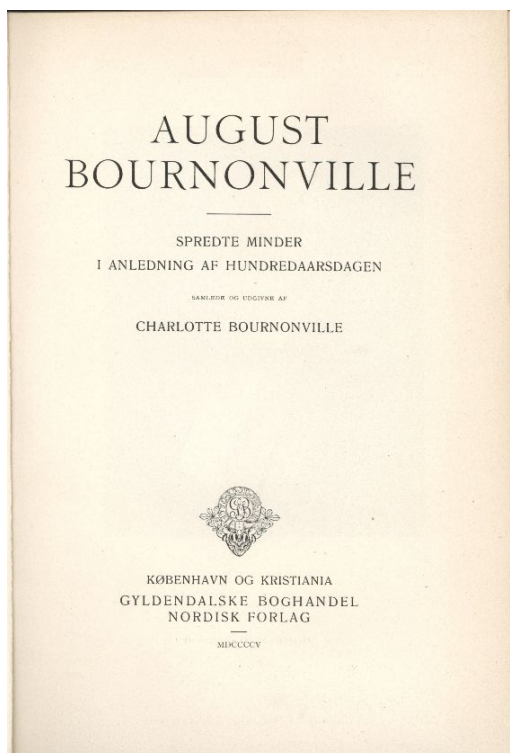 AUGUST
BOURNONVILLE
SPREDTE MINDER
I ANLEDNING AF HUNDREDAARSDAGEN
SAMLEDE OG UDGIVNE AF
CHARLOTTE BOURNONVILLE
GB
KØBENHAVN OG KRISTIANIA
GYLDENDALSKE BOGHANDEL
NORDISK FORLAG
MDCCCCV